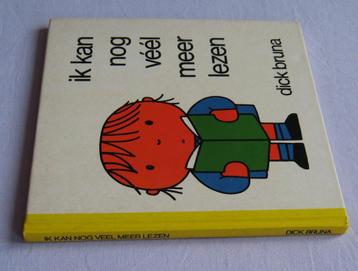 ik kan
nog
véél
meer
lezen
dick bruna
IK KAN NOG VEEL MEER LEZEN
DICK BRUNA